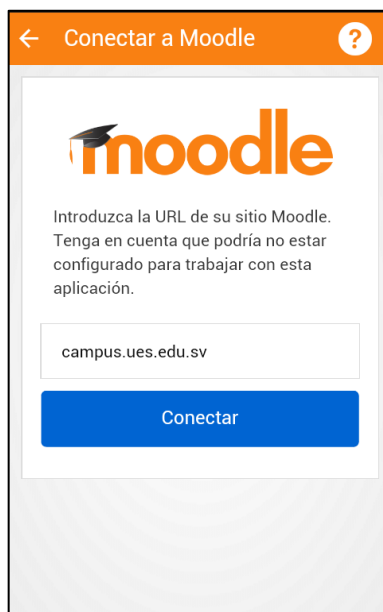 Conectar a Moodle
?
moodle
Introduzca la URL de su sitio Moodle.
Tenga en cuenta que podría no estar
configurado para trabajar con esta
aplicación.
campus.ues.edu.sv
Conectar